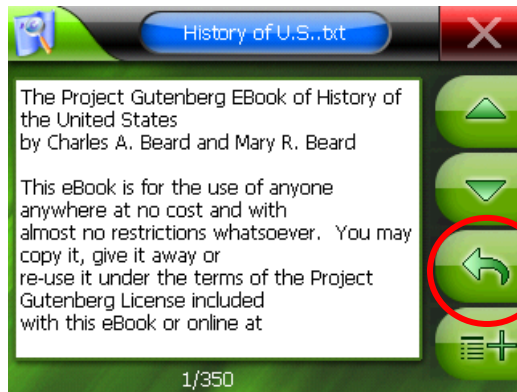 History of U.S..txt
The Project Gutenberg EBook of History of
the United States
by Charles A. Beard and Mary R. Beard
This eBook is for the use of anyone
anywhere at no cost and with
almost no restrictions whatsoever.  You may
copy it, give it away or
re-use it under the terms of the Project
Gutenberg License included
with this eBook or online at
1/350